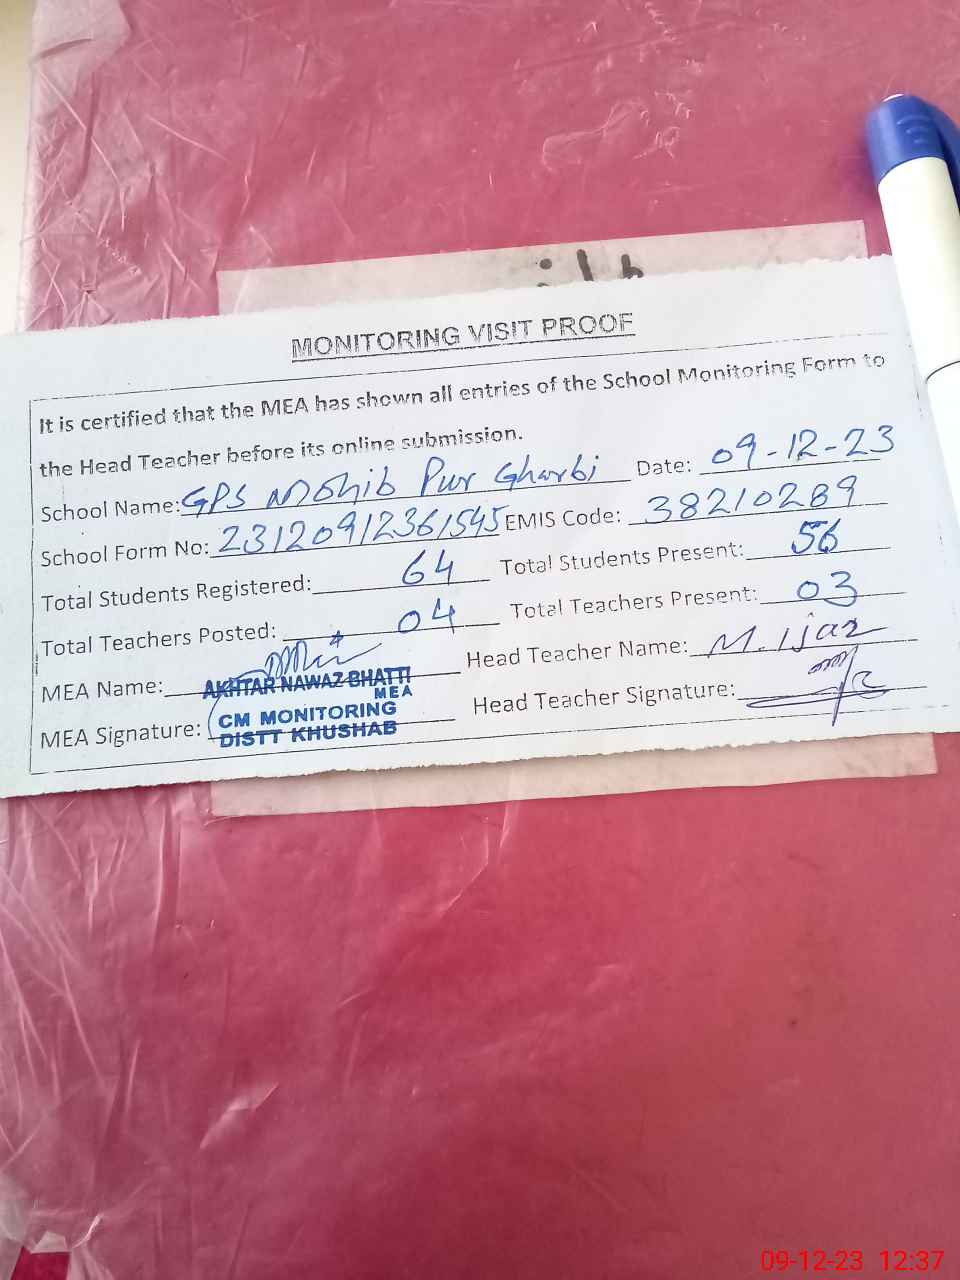 MONITORING VISIT PROOF
It is certified that the MEA has shown all entries of the School Monitoring Form to
the Head Teacher before its online submission.
School Name: GPS Mohib Pur Gharbi Date: 09-12-23
School Form No: 23120912361545 EMIS Code: 38210289
Total Students Registered: 64 Total Students Present: 56
Total Teachers Posted: 04 Total Teachers Present: 03
MEA Name: AKHTAR NAWAZ BHATTI Head Teacher Name: M. Ijaz
MEA
MEA Signature: CM MONITORING Head Teacher Signature:
DISTT KHUSHAB
09-12-23 12:37